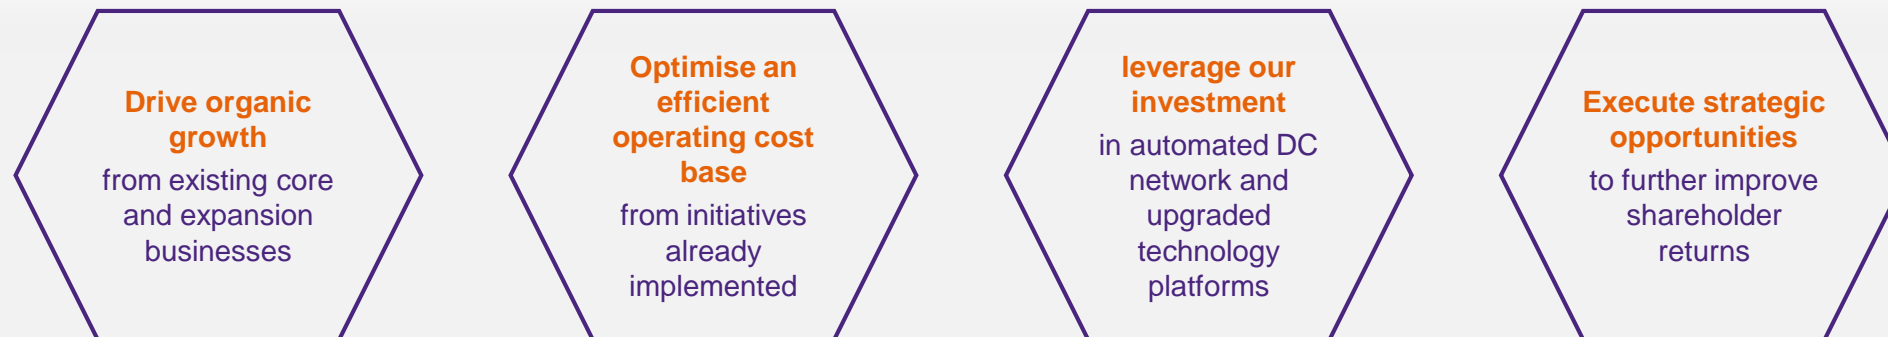 Drive organic
growth
from existing core
and expansion
businesses
Optimise an
efficient
operating cost
base
from initiatives
already
implemented
leverage our
investment
in automated DC
network and
upgraded
technology
platforms
Execute strategic
opportunities
to further improve
shareholder
returns